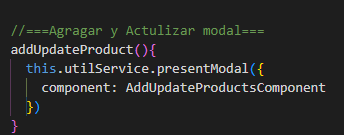 //===Agragar y Actulizar modal===
addUpdateProduct(){
this.utilService.presentModal({
component: AddUpdateProductsComponent
})
}